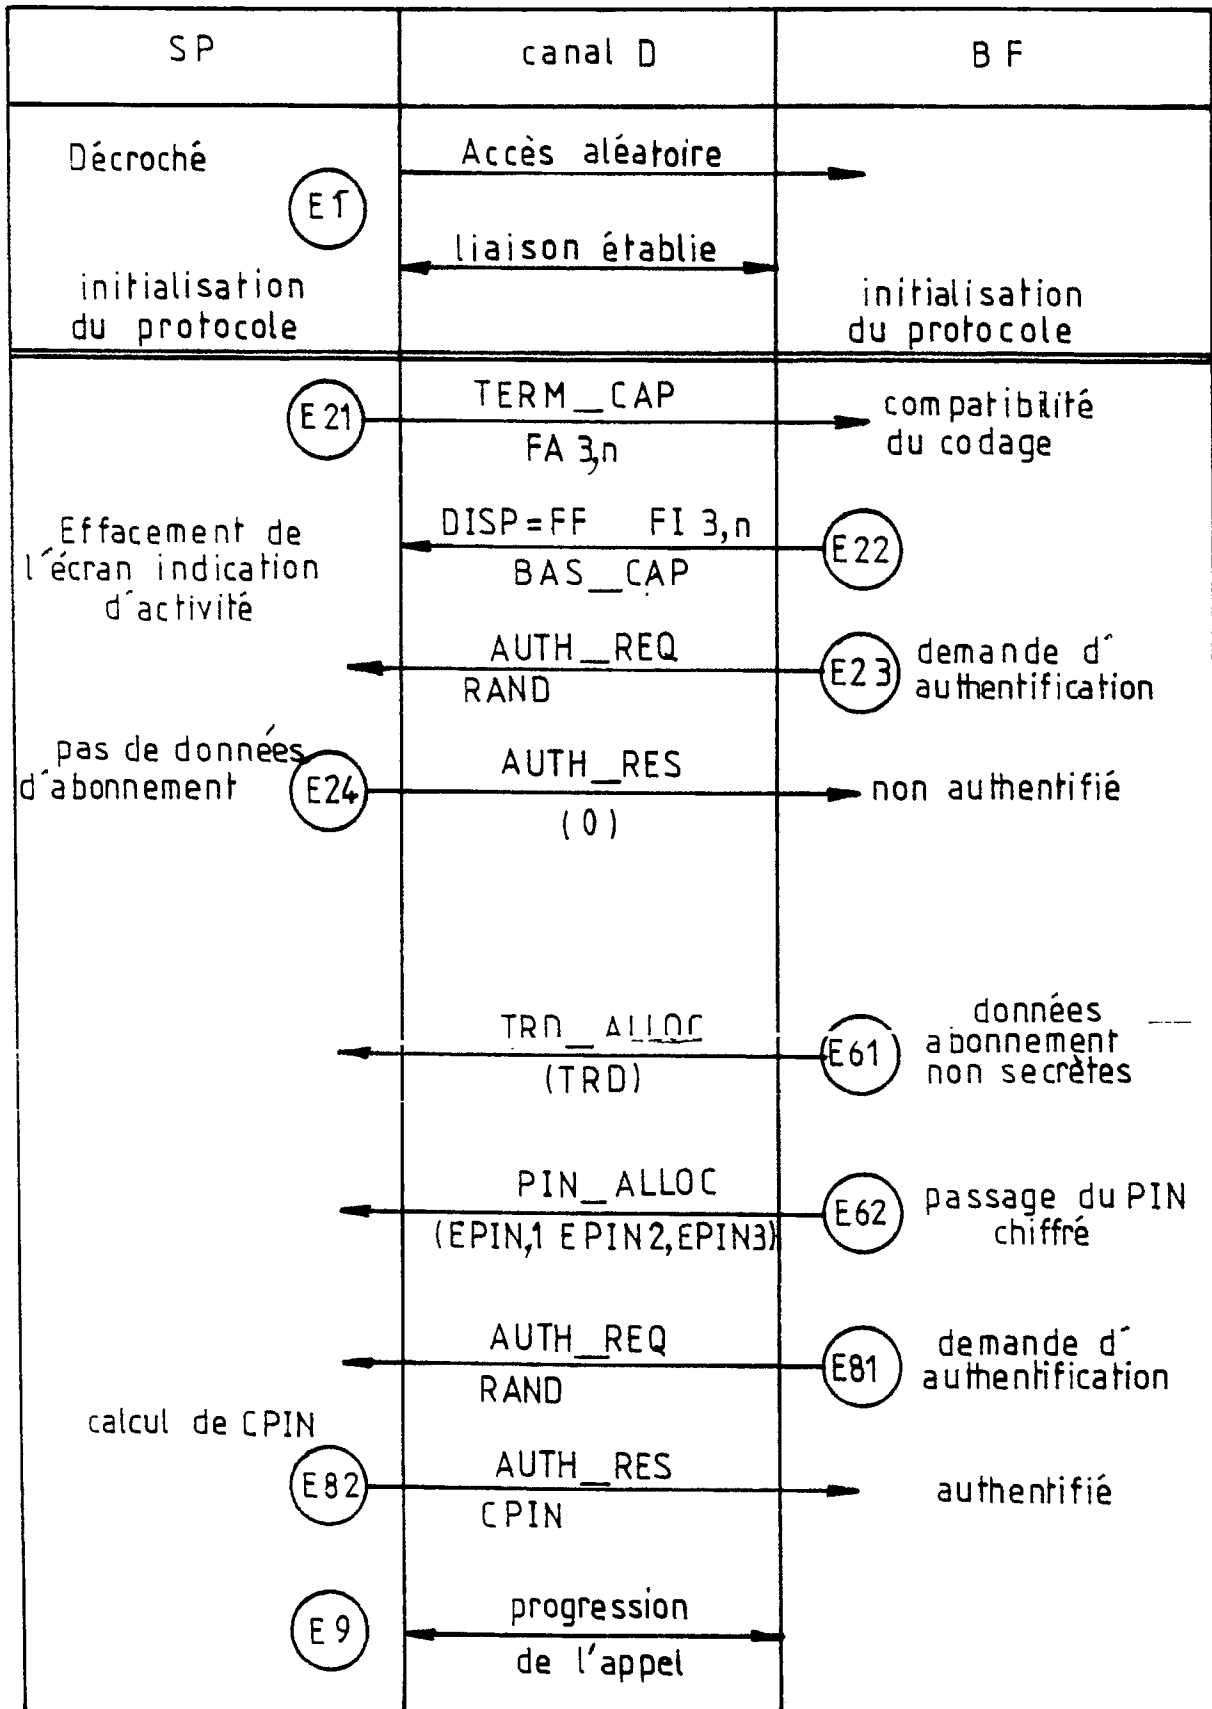 SP canal D BF
Décroché
Accès aléatoire
E1
liaison établie
initialisation
du protocole
initialisation
du protocole
E21
TERM_CAP
FA 3,n
compatibilité
du codage
Effacement de
l'écran indication
d'activité
DISP=FF FI 3,n
BAS_CAP
E22
AUTH_REQ
RAND
E23
demande d'
authentification
pas de données
d'abonnement
E24
AUTH_RES
(0)
non authentifié
TRD_ALLOC
(TRD)
E61
données
abonnement
non secrètes
PIN_ALLOC
(EPIN,1 EPIN2,EPIN3)
E62
passage du PIN
chiffré
AUTH_REQ
RAND
E81
demande d'
authentification
calcul de CPIN
E82
AUTH_RES
CPIN
authentifié
E9
progression
de l'appel